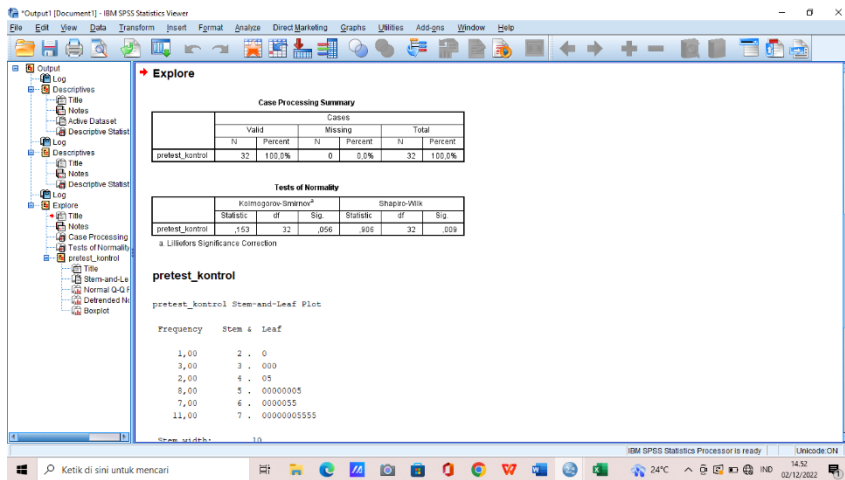 *Output1 [Document1] - IBM SPSS Statistics Viewer
File Edit View Data Transform Insert Format Analyze Direct Marketing Graphs Utilities Add-ons Window Help
Output
Log
Descriptives
Title
Notes
Active Dataset
Descriptive Statist
Log
Descriptives
Title
Notes
Descriptive Statist
Log
Explore
Title
Notes
Case Processing
Tests of Normality
pretest_kontrol
Title
Stem-and-Le
Normal Q-Q P
Detrended No
Boxplot
Explore
Case Processing Summary
Cases
Valid Missing Total
N Percent N Percent N Percent
pretest_kontrol 32 100,0% 0 0,0% 32 100,0%
Tests of Normality
Kolmogorov-Smirnov a Shapiro-Wilk
Statistic df Sig. Statistic df Sig.
pretest_kontrol ,153 32 ,056 ,906 32 ,009
a. Lilliefors Significance Correction
pretest_kontrol
pretest_kontrol Stem-and-Leaf Plot
Frequency Stem & Leaf
1,00 2 . 0
3,00 3 . 000
2,00 4 . 05
8,00 5 . 00000005
7,00 6 . 0000055
11,00 7 . 00000005555
Stem width: 10
IBM SPSS Statistics Processor is ready Unicode:ON
Ketik di sini untuk mencari 24°C IND 14.52
02/12/2022